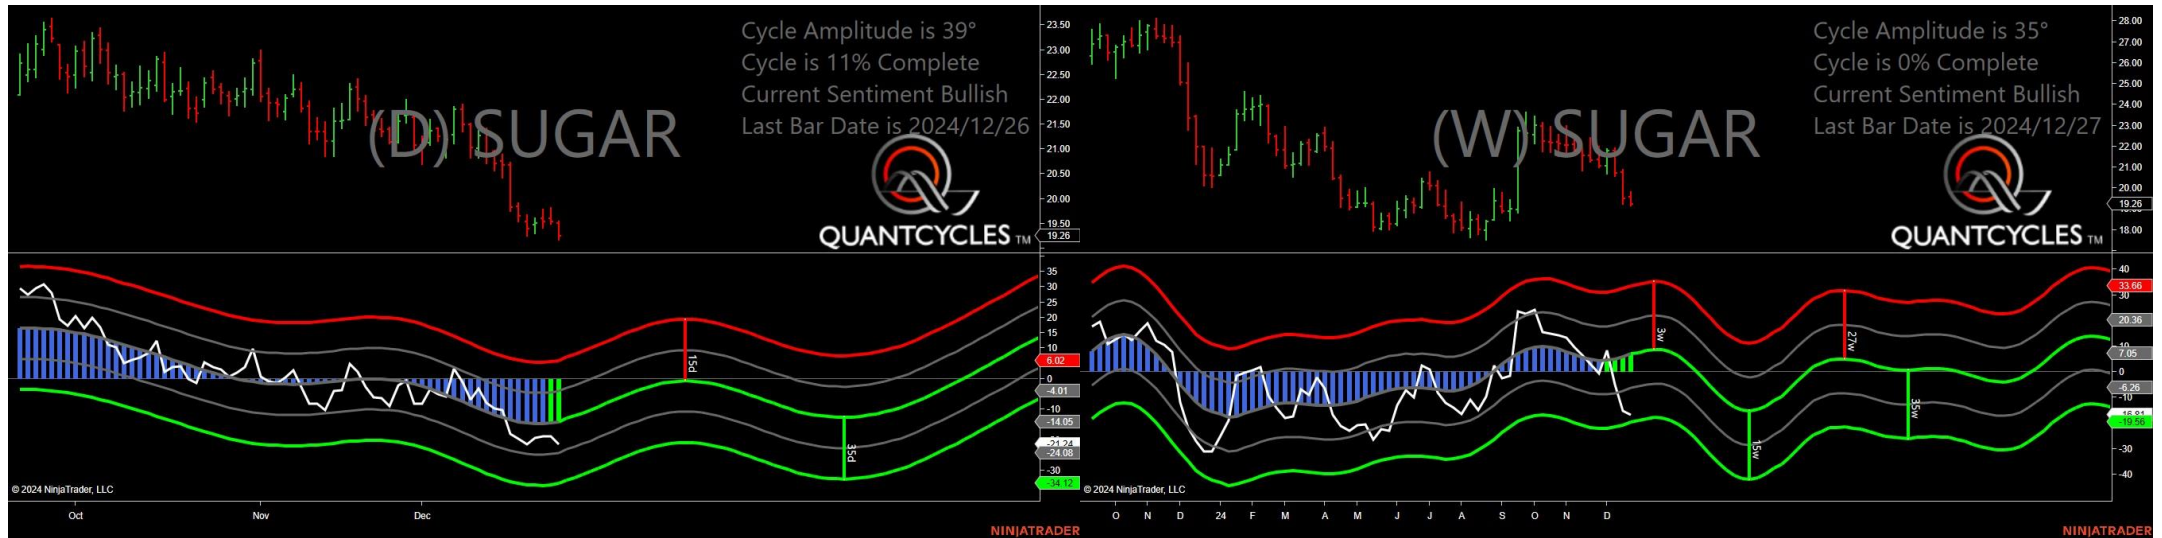 Cycle Amplitude is 39°
Cycle is 11% Complete
Current Sentiment Bullish
Last Bar Date is 2024/12/26
(D) SUGAR
QUANTCYCLES TM
23.50
23.00
22.50
22.00
21.50
21.00
20.50
20.00
19.50
19.26
35
30
25
20
15
10
6.02
0
-4.01
-10
-14.05
-21.24
-24.08
-30
-34.12
15d
35d
© 2024 NinjaTrader, LLC
Oct Nov Dec
NINJATRADER
Cycle Amplitude is 35°
Cycle is 0% Complete
Current Sentiment Bullish
Last Bar Date is 2024/12/27
(W) SUGAR
QUANTCYCLES TM
28.00
27.00
26.00
25.00
24.00
23.00
22.00
21.00
20.00
19.26
18.00
40
33.66
30
20.36
10
7.05
0
-6.26
-10
-16.81
-19.56
-30
-40
3w
15w
27w
35w
© 2024 NinjaTrader, LLC
O N D 24 F M A M J J A S O N D
NINJATRADER